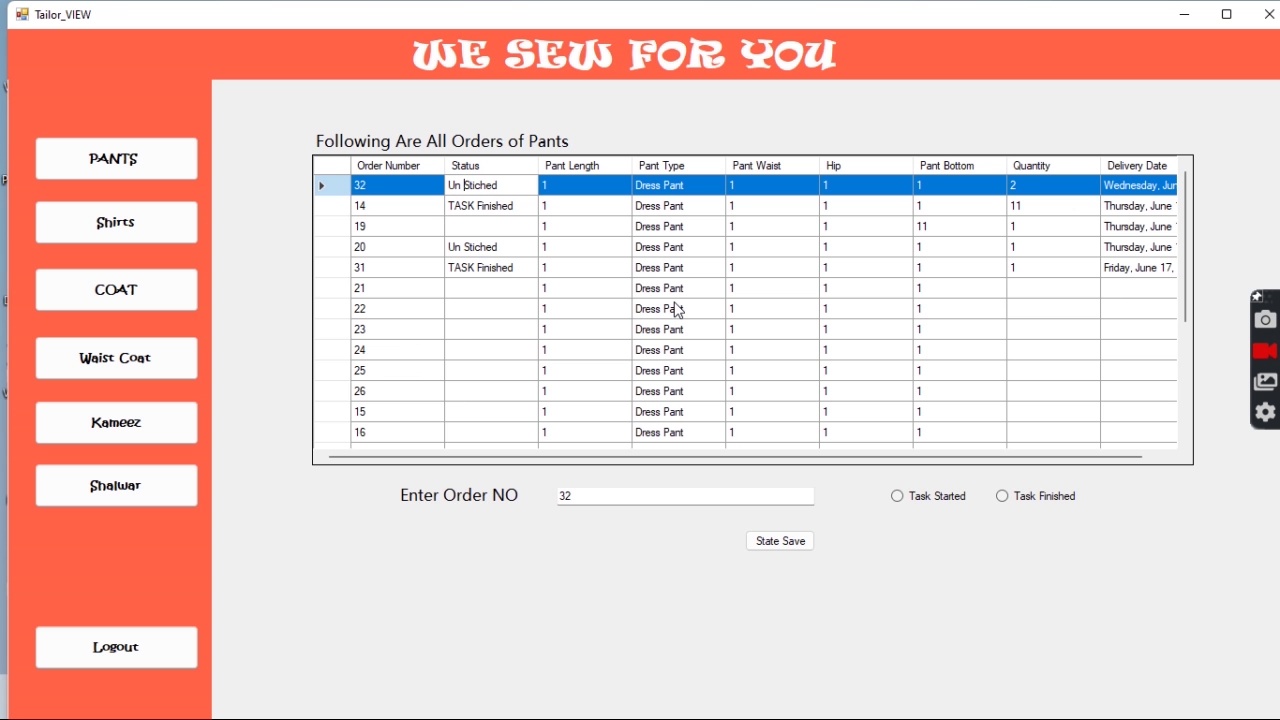 Tailor_VIEW
WE SEW FOR YOU
PANTS
Shirts
COAT
Waist Coat
Kameez
Shalwar
Logout
Following Are All Orders of Pants
Order Number Status Pant Length Pant Type Pant Waist Hip Pant Bottom Quantity Delivery Date
32 Un Stiched 1 Dress Pant 1 1 1 2 Wednesday, Jun
14 TASK Finished 1 Dress Pant 1 1 1 11 Thursday, June
19 1 Dress Pant 1 1 11 1 Thursday, June
20 Un Stiched 1 Dress Pant 1 1 1 1 Thursday, June
31 TASK Finished 1 Dress Pant 1 1 1 1 Friday, June 17,
21 1 Dress Pant 1 1 1
22 1 Dress Pant 1 1 1
23 1 Dress Pant 1 1 1
24 1 Dress Pant 1 1 1
25 1 Dress Pant 1 1 1
26 1 Dress Pant 1 1 1
15 1 Dress Pant 1 1 1
16 1 Dress Pant 1 1 1
Enter Order NO 32 Task Started Task Finished
State Save